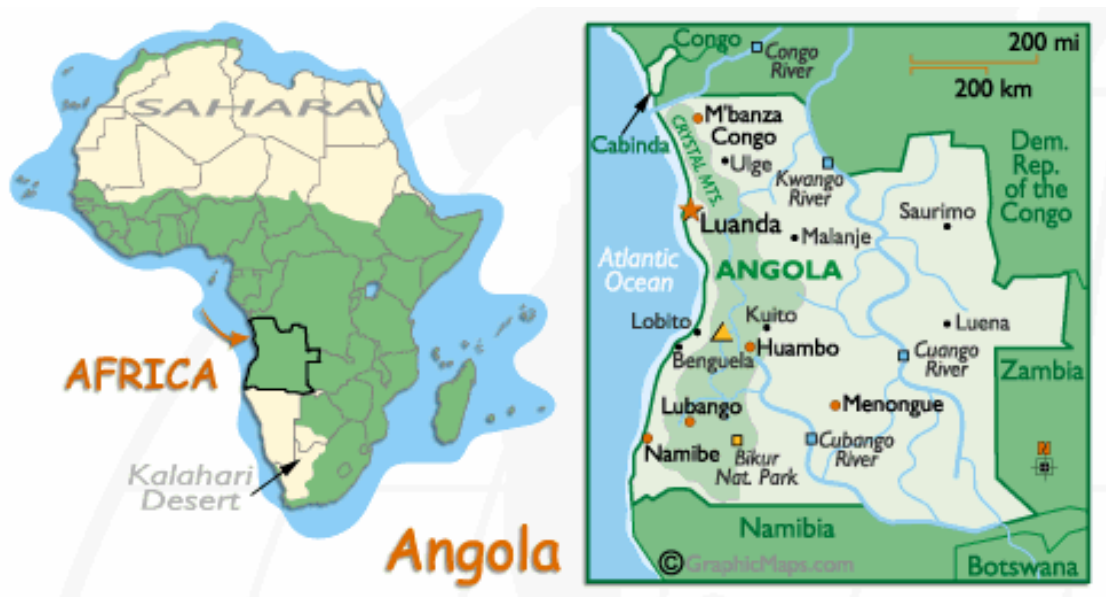 SAHARA
AFRICA
Kalahari
Desert
Angola
Congo
Congo
River
200 mi
200 km
Cabinda
M'banza
Congo
CRYSTAL MTS.
Ulge
Kwango
River
Dem.
Rep.
of the
Congo
Luanda
Saurimo
Malanje
Atlantic
Ocean
ANGOLA
Lobito
Kuito
Luena
Benguela
Huambo
Cuango
River
Zambia
Lubango
Menongue
Namibe
Bikur
Nat. Park
Cubango
River
N
Namibia
©GraphicMaps.com
Botswana